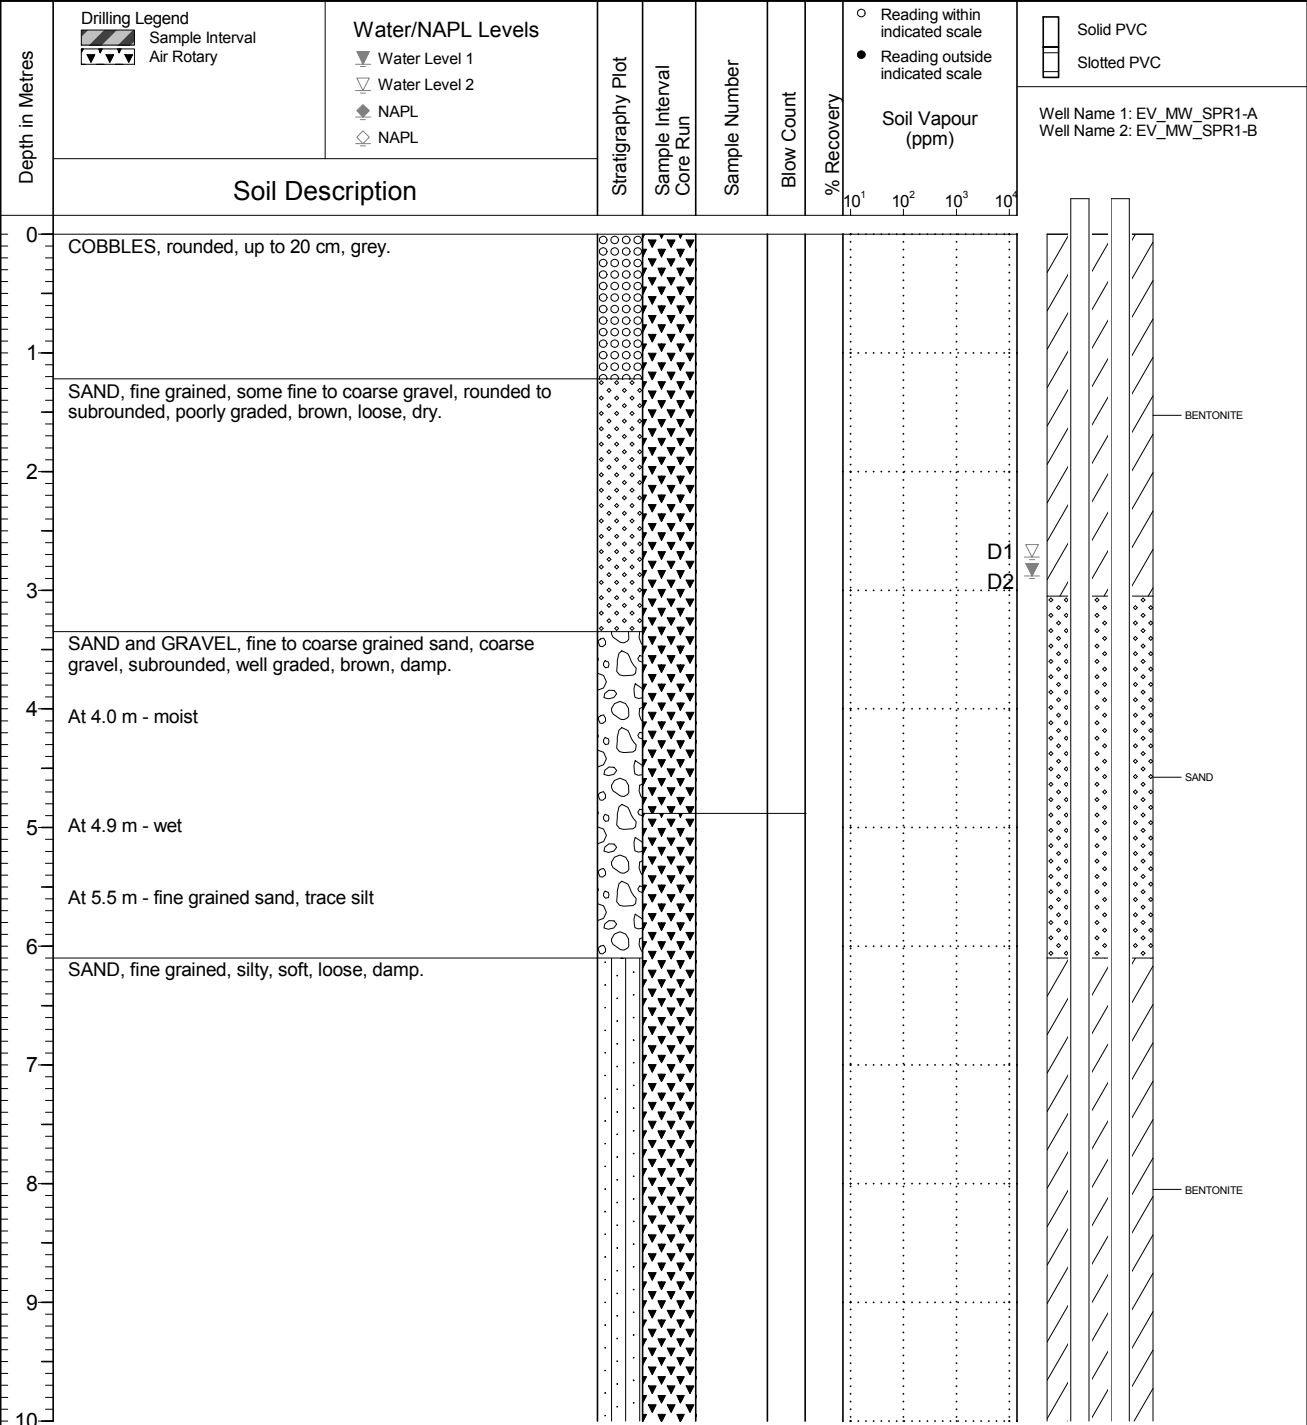 Drilling Legend
Sample Interval
Air Rotary
Water/NAPL Levels
Water Level 1
Water Level 2
NAPL
NAPL
Depth in Metres
Soil Description
Stratigraphy Plot
Sample Interval
Core Run
Sample Number
Blow Count
% Recovery
Reading within
indicated scale
Reading outside
indicated scale
Soil Vapour
(ppm)
10¹ 10² 10³ 10⁴
Solid PVC
Slotted PVC
Well Name 1: EV_MW_SPR1-A
Well Name 2: EV_MW_SPR1-B
0
COBBLES, rounded, up to 20 cm, grey.
1
SAND, fine grained, some fine to coarse gravel, rounded to
subrounded, poorly graded, brown, loose, dry.
BENTONITE
2
D1
D2
3
SAND and GRAVEL, fine to coarse grained sand, coarse
gravel, subrounded, well graded, brown, damp.
4
At 4.0 m - moist
SAND
5
At 4.9 m - wet
At 5.5 m - fine grained sand, trace silt
6
SAND, fine grained, silty, soft, loose, damp.
7
8
BENTONITE
9
10